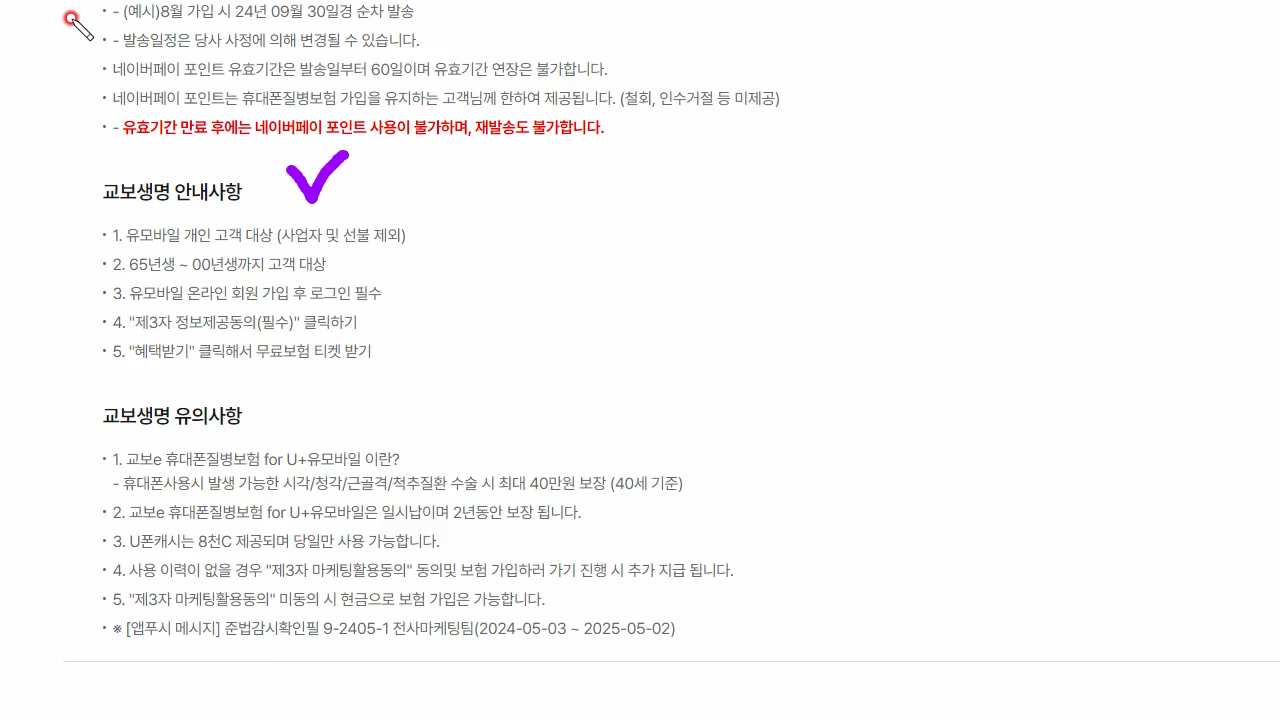 • - (예시)8월 가입 시 24년 09월 30일경 순차 발송
• - 발송일정은 당사 사정에 의해 변경될 수 있습니다.
• 네이버페이 포인트 유효기간은 발송일부터 60일이며 유효기간 연장은 불가합니다.
• 네이버페이 포인트는 휴대폰질병보험 가입을 유지하는 고객님께 한하여 제공됩니다. (철회, 인수거절 등 미제공)
• - 유효기간 만료 후에는 네이버페이 포인트 사용이 불가하며, 재발송도 불가합니다.
교보생명 안내사항
• 1. 유모바일 개인 고객 대상 (사업자 및 선불 제외)
• 2. 65년생 ~ 00년생까지 고객 대상
• 3. 유모바일 온라인 회원 가입 후 로그인 필수
• 4. "제3자 정보제공동의(필수)" 클릭하기
• 5. "혜택받기" 클릭해서 무료보험 티켓 받기
교보생명 유의사항
• 1. 교보e 휴대폰질병보험 for U+유모바일 이란?
- 휴대폰사용시 발생 가능한 시각/청각/근골격/척추질환 수술 시 최대 40만원 보장 (40세 기준)
• 2. 교보e 휴대폰질병보험 for U+유모바일은 일시납이며 2년동안 보장 됩니다.
• 3. U폰캐시는 8천C 제공되며 당일만 사용 가능합니다.
• 4. 사용 이력이 없을 경우 "제3자 마케팅활용동의" 동의및 보험 가입하러 가기 진행 시 추가 지급 됩니다.
• 5. "제3자 마케팅활용동의" 미동의 시 현금으로 보험 가입은 가능합니다.
• ※ [앱푸시 메시지] 준법감시확인필 9-2405-1 전사마케팅팀(2024-05-03 ~ 2025-05-02)